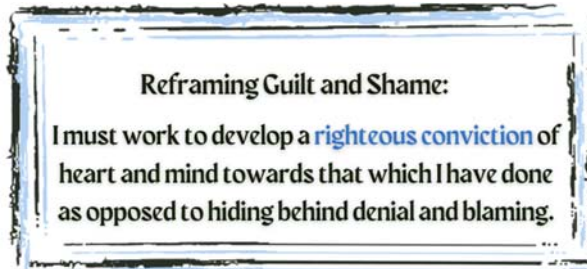 Reframing Guilt and Shame:
I must work to develop a righteous conviction of
heart and mind towards that which I have done
as opposed to hiding behind denial and blaming.